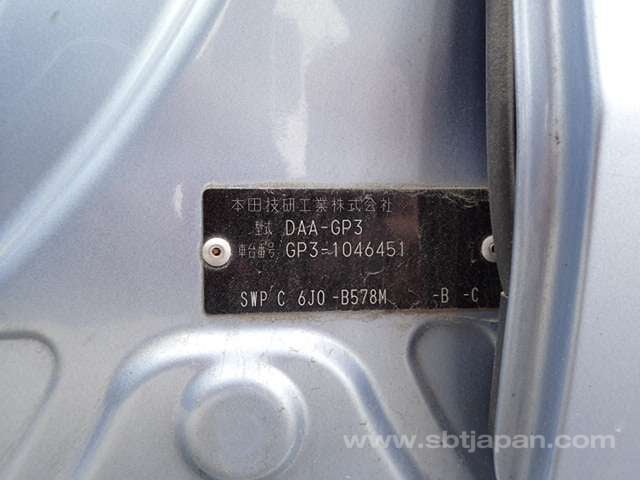 本田技研工業株式会社
型式 DAA-GP3
車台番号 GP3-1046451
SWP C 6J0 -B578M -B -C
www.sbtjapan.com